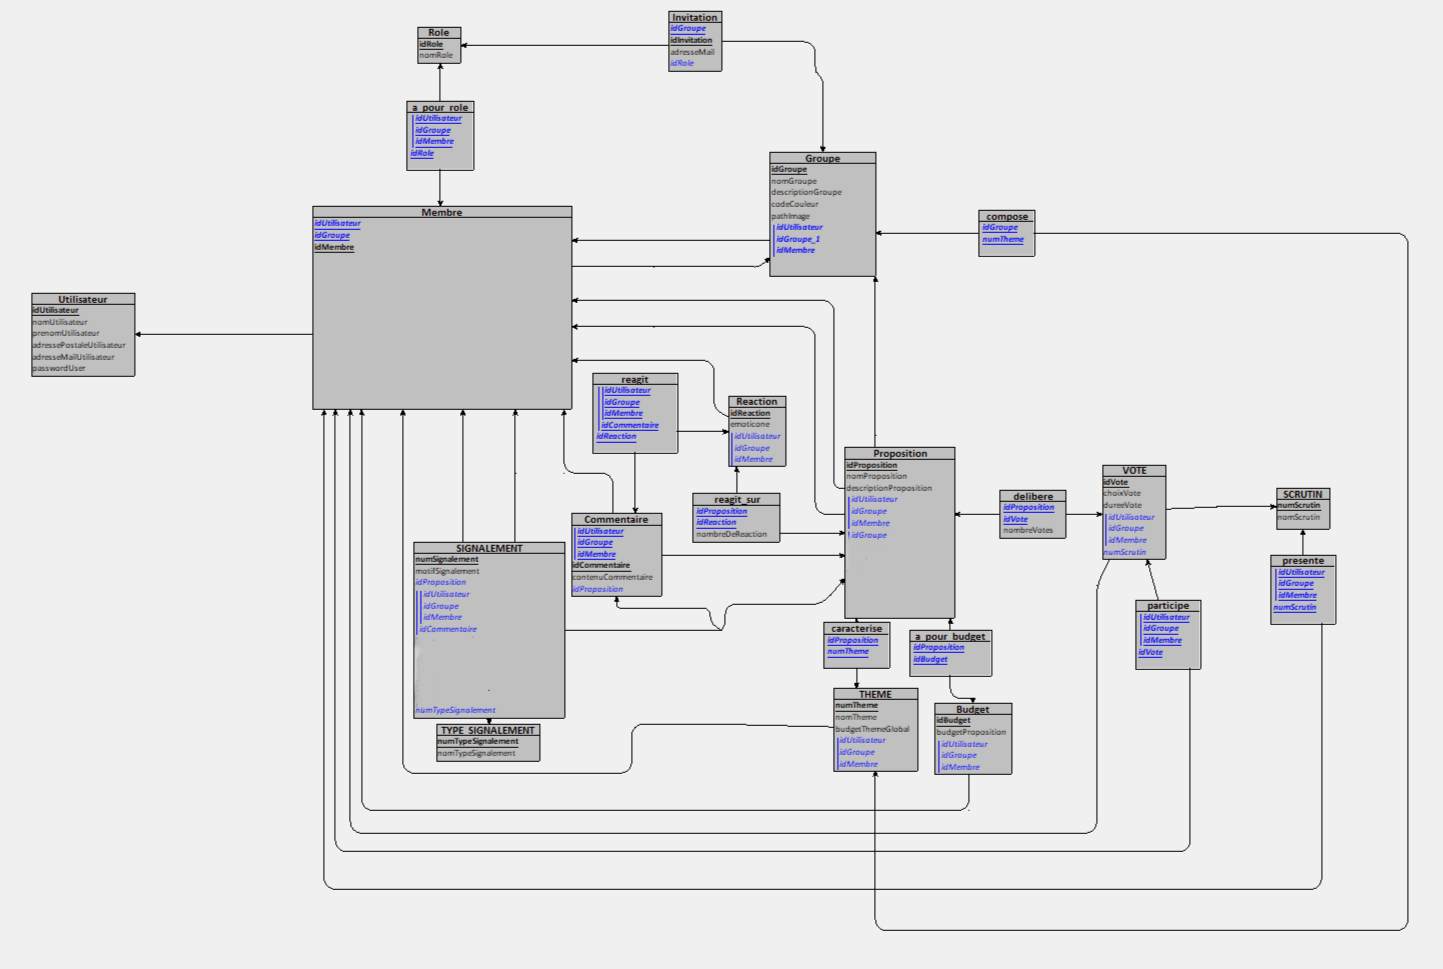 Invitation
idGroupe
idInvitation
adresseMail
idRole
Role
idRole
nomRole
a_pour_role
idUtilisateur
idGroupe
idMembre
idRole
Groupe
idGroupe
nomGroupe
descriptionGroupe
codeCouleur
pathImage
idUtilisateur
idGroupe_1
idMembre
compose
idGroupe
numTheme
Membre
idUtilisateur
idGroupe
idMembre
Utilisateur
idUtilisateur
nomUtilisateur
prenomUtilisateur
adressePostaleUtilisateur
adresseMailUtilisateur
passwordUser
reagit
idUtilisateur
idGroupe
idMembre
idCommentaire
idReaction
Reaction
idReaction
emoticone
idUtilisateur
idGroupe
idMembre
Proposition
idProposition
nomProposition
descriptionProposition
idUtilisateur
idGroupe
idMembre
idGroupe
reagit_sur
idProposition
idReaction
nombreDeReaction
delibere
idProposition
idVote
nombreVotes
VOTE
idVote
choixVote
dureeVote
idUtilisateur
idGroupe
idMembre
numScrutin
SCRUTIN
numScrutin
nomScrutin
presente
idUtilisateur
idGroupe
idMembre
numScrutin
participe
idUtilisateur
idGroupe
idMembre
idVote
Commentaire
idUtilisateur
idGroupe
idMembre
idCommentaire
contenuCommentaire
idProposition
SIGNALEMENT
numSignalement
motifSignalement
idProposition
idUtilisateur
idGroupe
idMembre
idCommentaire
numTypeSignalement
TYPE_SIGNALEMENT
numTypeSignalement
nomTypeSignalement
caracterise
idProposition
numTheme
a_pour_budget
idProposition
idBudget
THEME
numTheme
nomTheme
budgetThemeGlobal
idUtilisateur
idGroupe
idMembre
Budget
idBudget
budgetProposition
idUtilisateur
idGroupe
idMembre